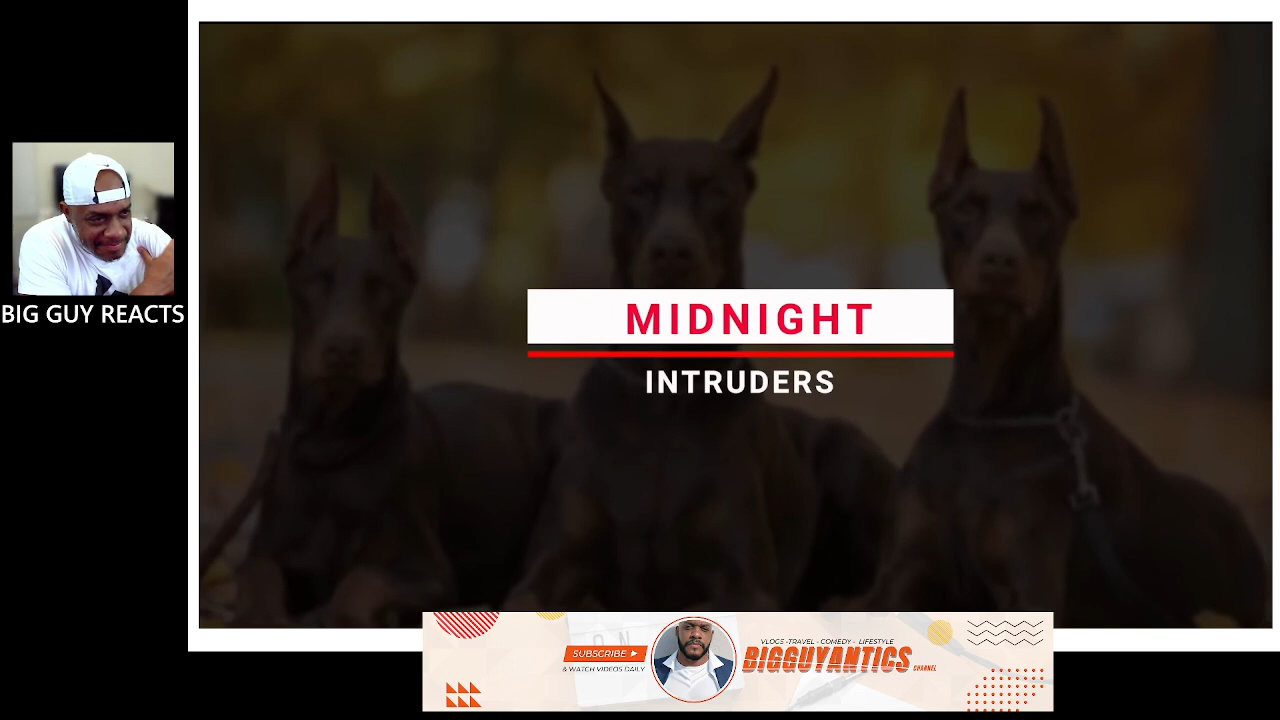 BIG GUY REACTS
MIDNIGHT
INTRUDERS
SUBSCRIBE
& WATCH VIDEOS DAILY
VLOGS -TRAVEL - COMEDY - LIFESTYLE
BIGGUYANTICS
CHANNEL